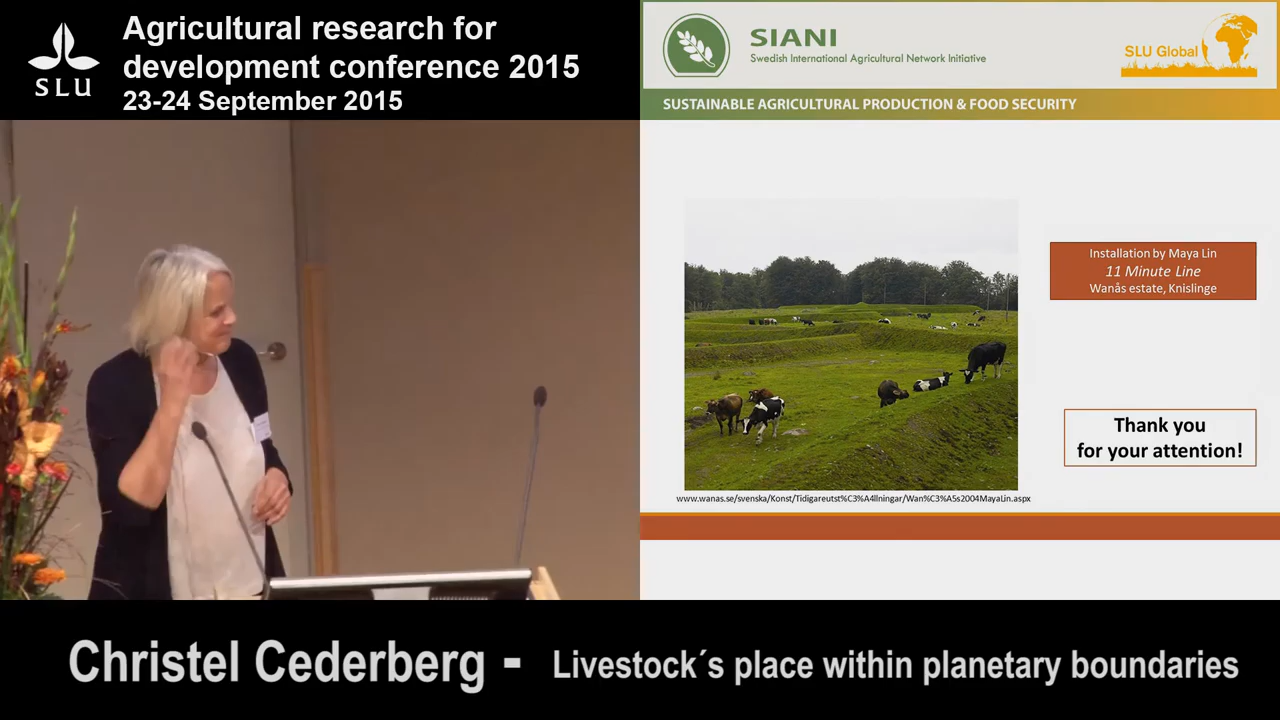 SLU
Agricultural research for
development conference 2015
23-24 September 2015
SIANI
Swedish International Agricultural Network Initiative
SLU Global
SUSTAINABLE AGRICULTURAL PRODUCTION & FOOD SECURITY
Installation by Maya Lin
11 Minute Line
Wanås estate, Knislinge
Thank you
for your attention!
www.wanas.se/svenska/Konst/Tidigareutst%C3%A4llningar/Wan%C3%A5s2004MayaLin.aspx
Christel Cederberg - Livestock´s place within planetary boundaries